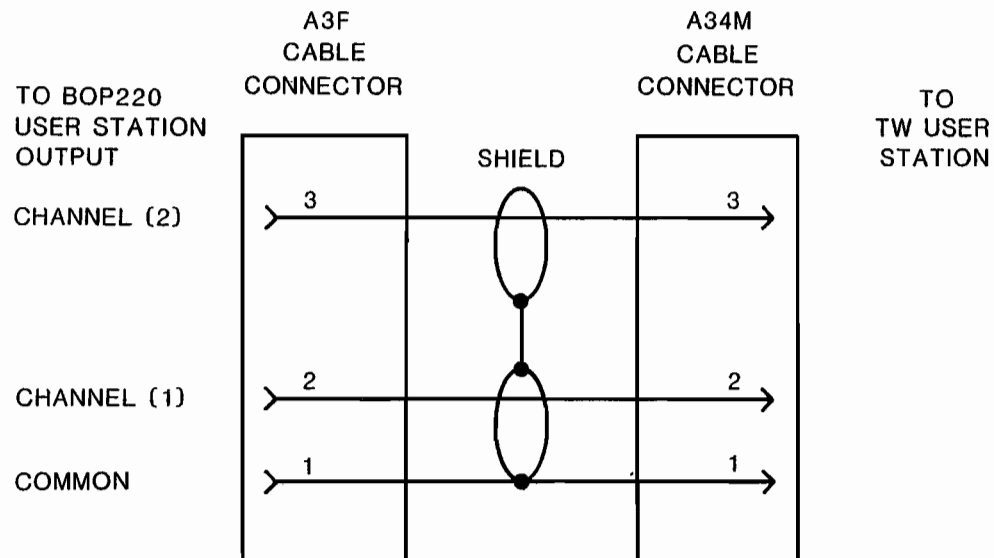 A3F
CABLE
CONNECTOR
A34M
CABLE
CONNECTOR
TO BOP220
USER STATION
OUTPUT
TO
TW USER
STATION
SHIELD
CHANNEL (2)
3
3
CHANNEL (1)
2
2
COMMON
1
1